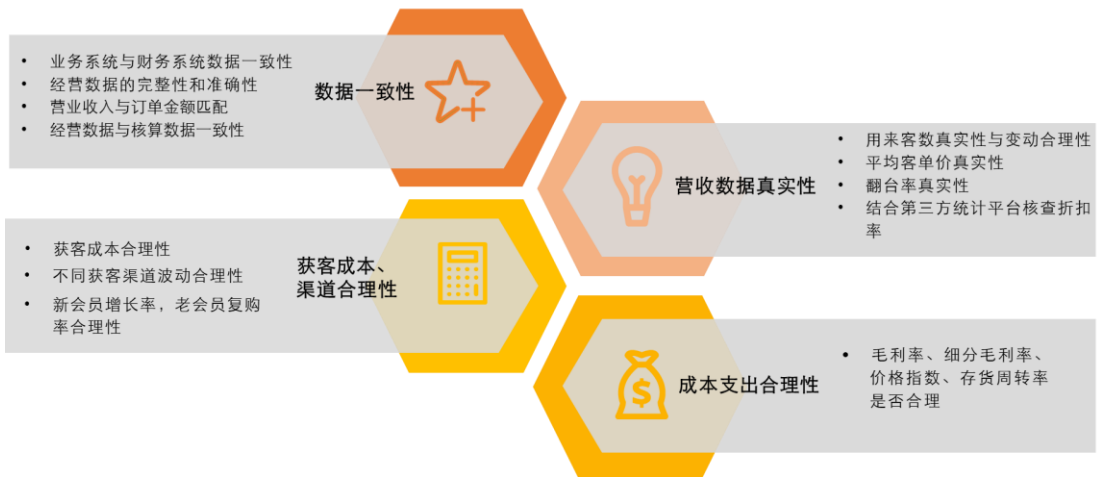 数据一致性
• 业务系统与财务系统数据一致性
• 经营数据的完整性和准确性
• 营业收入与订单金额匹配
• 经营数据与核算数据一致性
营收数据真实性
• 用来客数真实性与变动合理性
• 平均客单价真实性
• 翻台率真实性
• 结合第三方统计平台核查折扣
率
获客成本、
渠道合理性
• 获客成本合理性
• 不同获客渠道波动合理性
• 新会员增长率，老会员复购
率合理性
成本支出合理性
• 毛利率、细分毛利率、
价格指数、存货周转率
是否合理